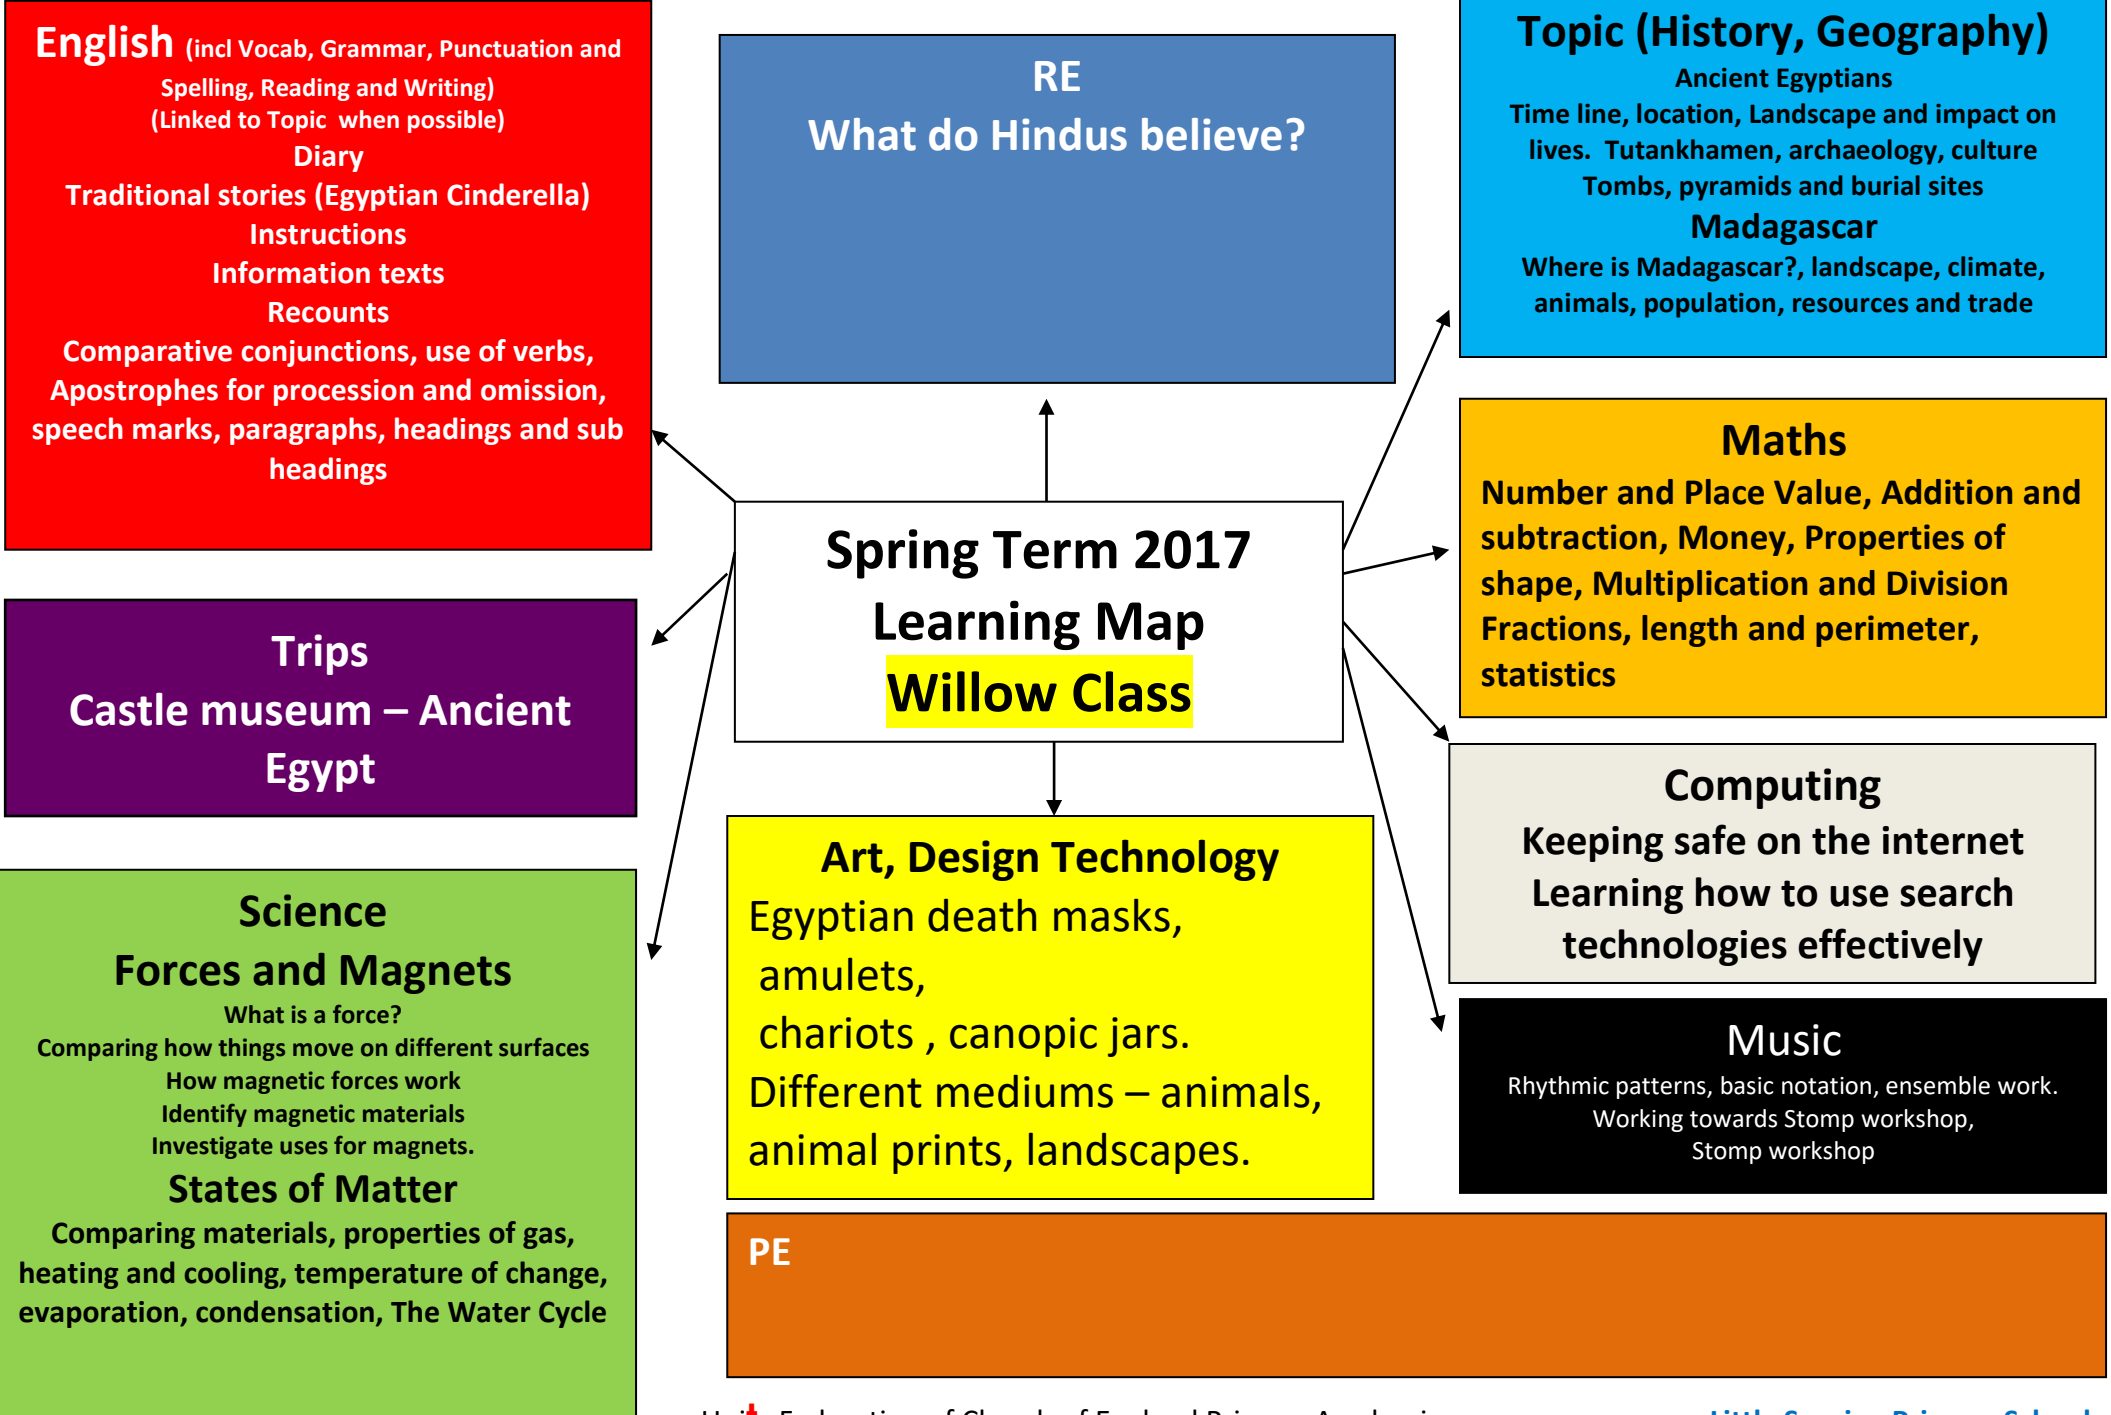 English (incl Vocab, Grammar, Punctuation and
Spelling, Reading and Writing)
(Linked to Topic when possible)
Diary
Traditional stories (Egyptian Cinderella)
Instructions
Information texts
Recounts
Comparative conjunctions, use of verbs,
Apostrophes for procession and omission,
speech marks, paragraphs, headings and sub
headings
RE
What do Hindus believe?
Topic (History, Geography)
Ancient Egyptians
Time line, location, Landscape and impact on
lives. Tutankhamen, archaeology, culture
Tombs, pyramids and burial sites
Madagascar
Where is Madagascar?, landscape, climate,
animals, population, resources and trade
Maths
Number and Place Value, Addition and
subtraction, Money, Properties of
shape, Multiplication and Division
Fractions, length and perimeter,
statistics
Spring Term 2017
Learning Map
Willow Class
Trips
Castle museum – Ancient
Egypt
Computing
Keeping safe on the internet
Learning how to use search
technologies effectively
Science
Forces and Magnets
What is a force?
Comparing how things move on different surfaces
How magnetic forces work
Identify magnetic materials
Investigate uses for magnets.
States of Matter
Comparing materials, properties of gas,
heating and cooling, temperature of change,
evaporation, condensation, The Water Cycle
Art, Design Technology
Egyptian death masks,
amulets,
chariots , canopic jars.
Different mediums – animals,
animal prints, landscapes.
Music
Rhythmic patterns, basic notation, ensemble work.
Working towards Stomp workshop,
Stomp workshop
PE